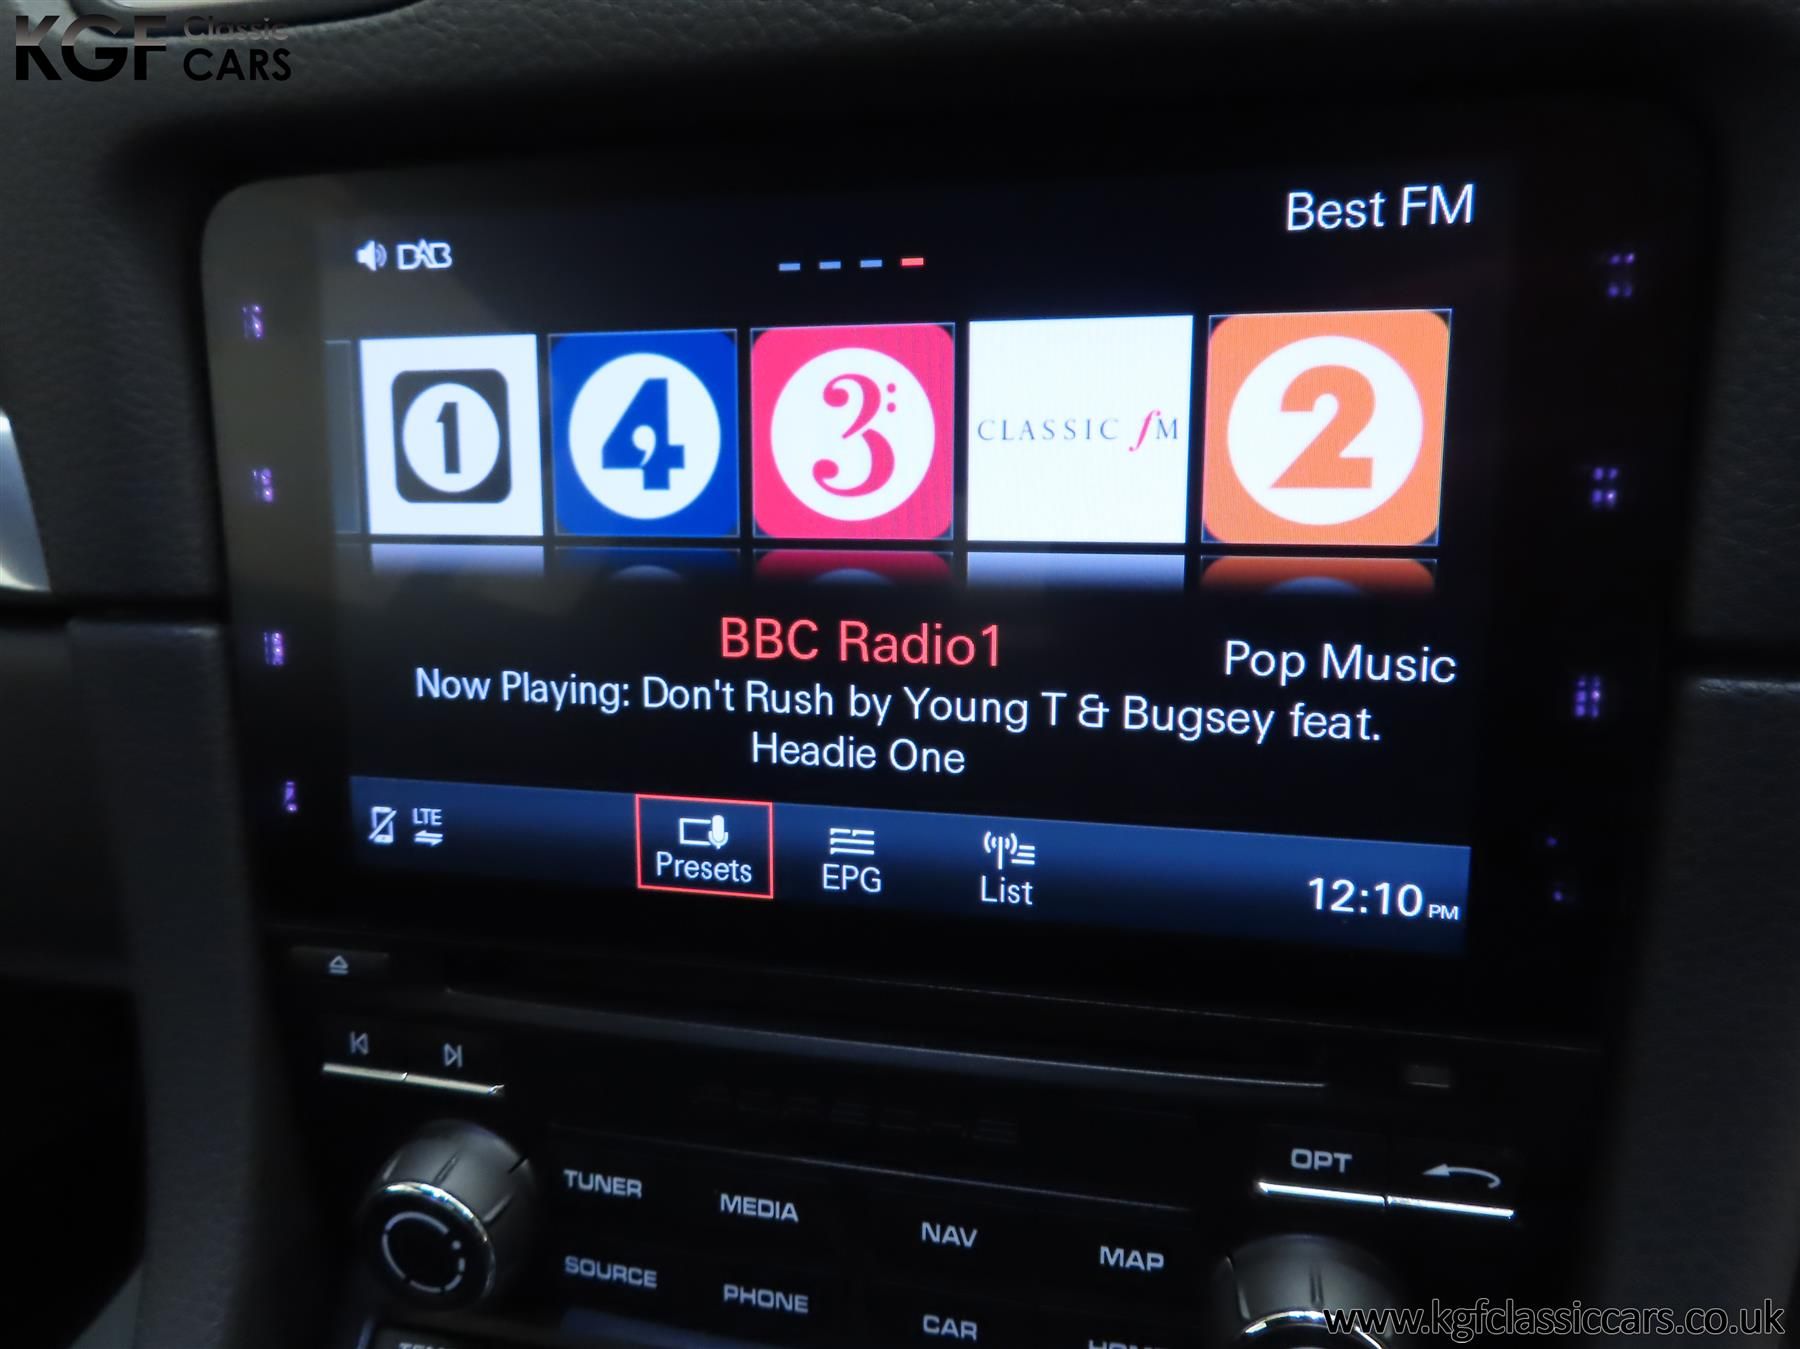 KGF Classic
CARS
DAB
Best FM
1
4
3
CLASSIC fM
2
BBC Radio1
Pop Music
Now Playing: Don't Rush by Young T & Bugsey feat.
Headie One
LTE
Presets
EPG
List
12:10 PM
PORSCHE
OPT
TUNER
MEDIA
NAV
MAP
SOURCE
PHONE
CAR
www.kgfclassiccars.co.uk